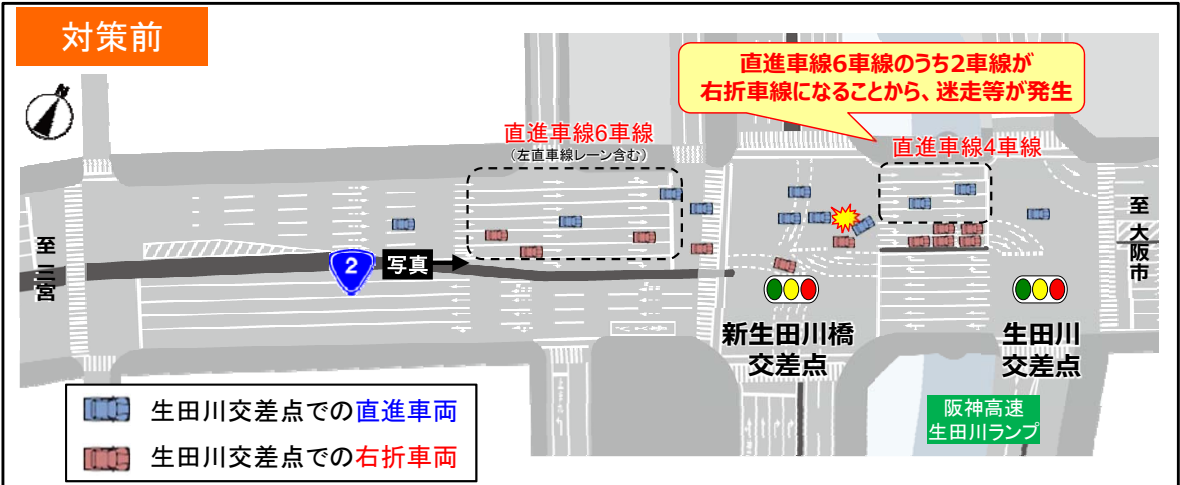 対策前
N
直進車線6車線のうち2車線が
右折車線になることから、迷走等が発生
直進車線6車線
(左直車線レーン含む)
直進車線4車線
至 三宮
2
写真
至 大阪市
新生田川橋
交差点
生田川
交差点
阪神高速
生田川ランプ
生田川交差点での直進車両
生田川交差点での右折車両